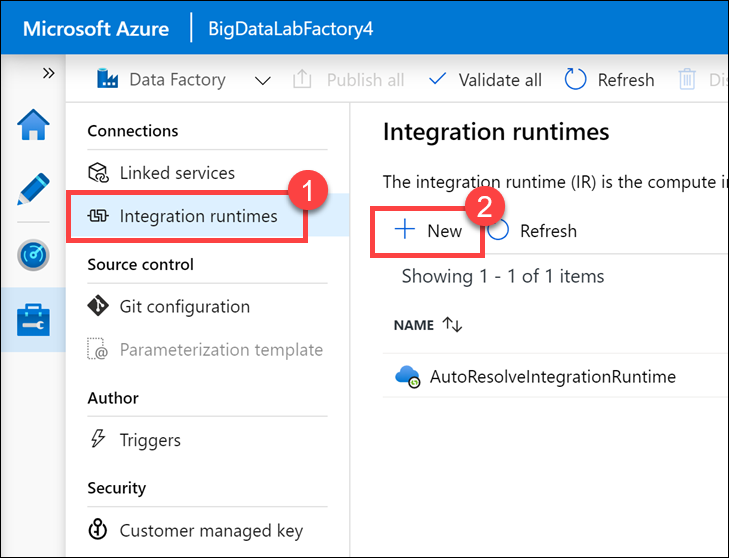 Microsoft Azure BigDataLabFactory4
Data Factory Publish all Validate all Refresh
Connections
Linked services
Integration runtimes
1
Source control
Git configuration
Parameterization template
Author
Triggers
Security
Customer managed key
Integration runtimes
The integration runtime (IR) is the compute
New
2
Refresh
Showing 1 - 1 of 1 items
NAME
AutoResolveIntegrationRuntime